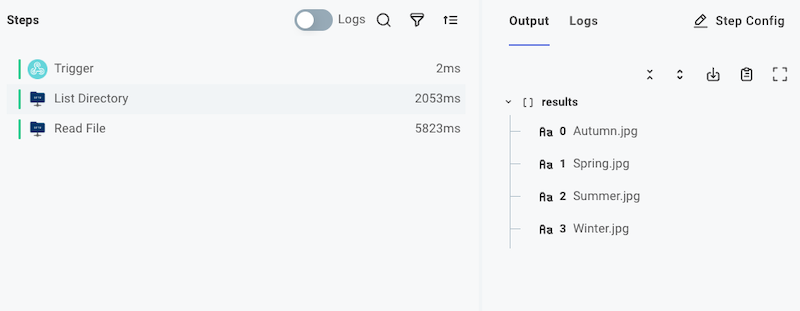 Steps
Logs
Trigger 2ms
List Directory 2053ms
Read File 5823ms
Output Logs Step Config
[] results
Aa 0 Autumn.jpg
Aa 1 Spring.jpg
Aa 2 Summer.jpg
Aa 3 Winter.jpg